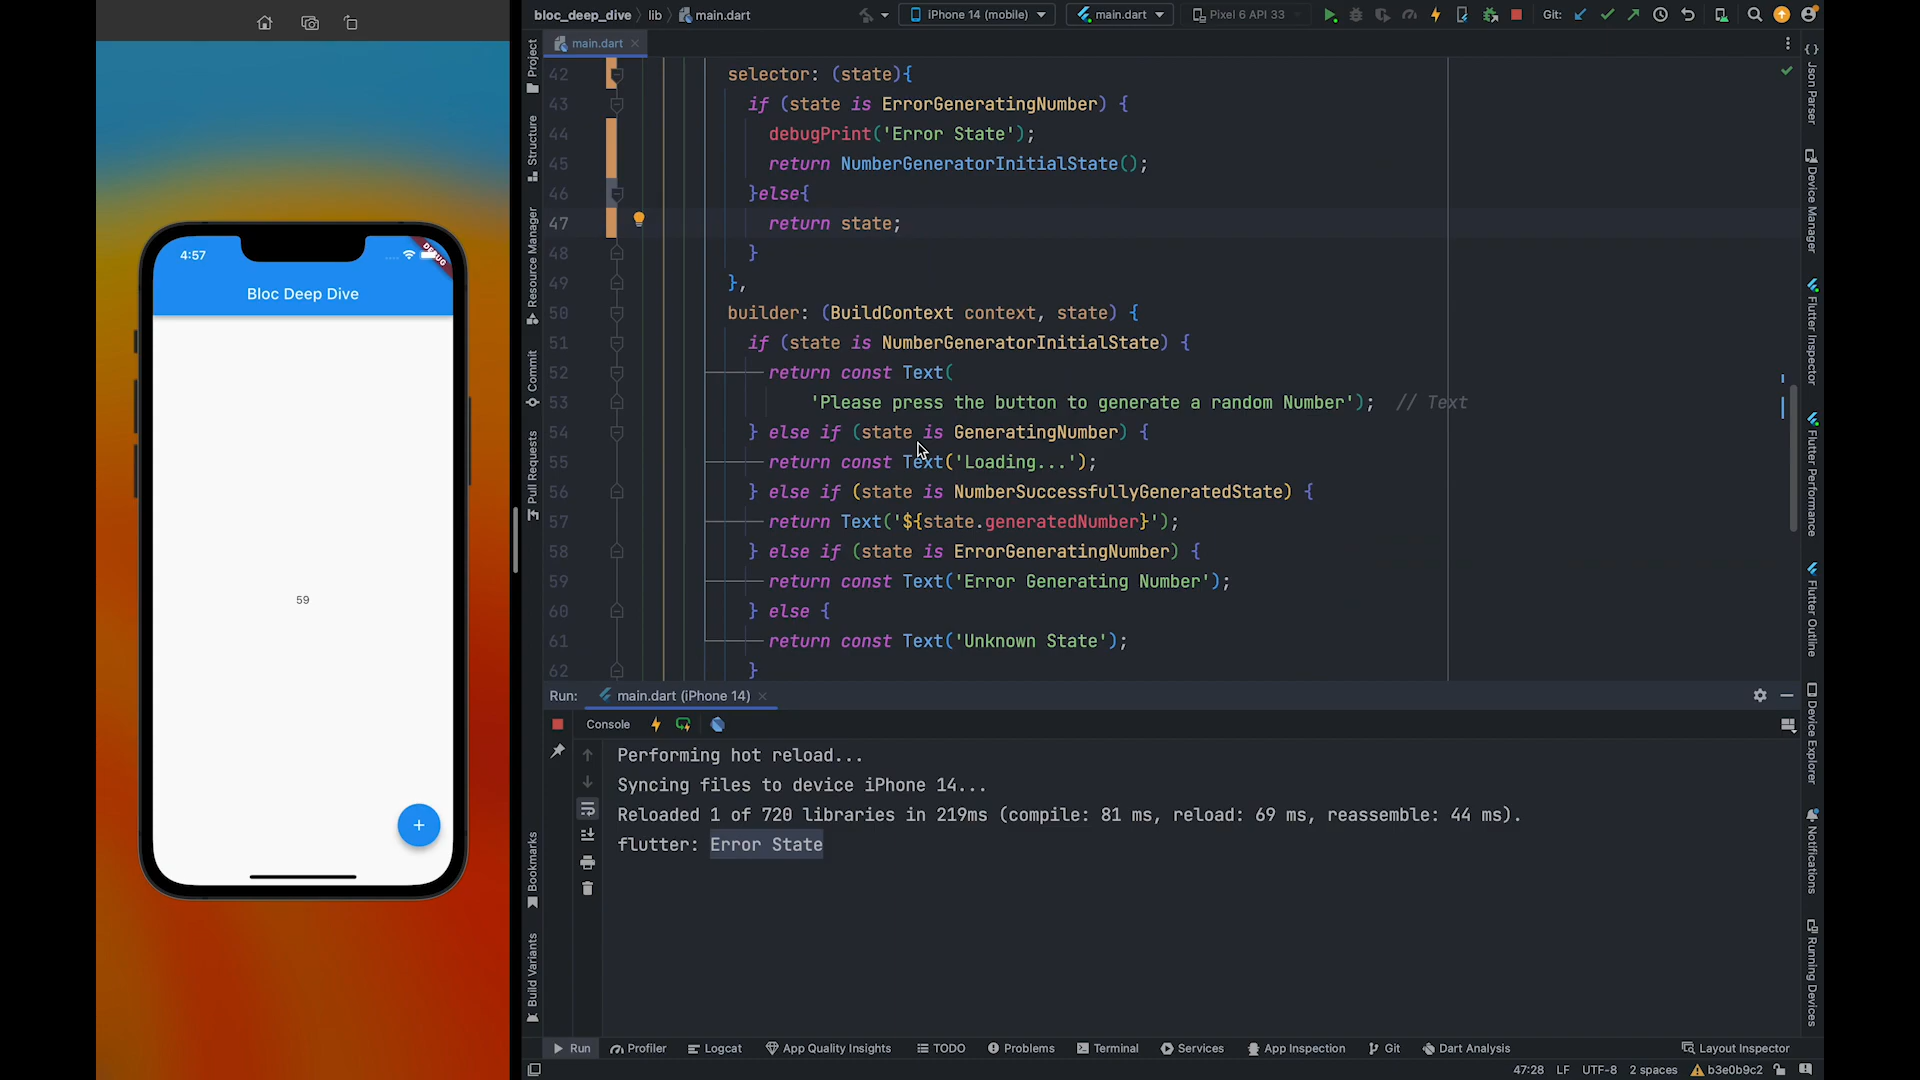 bloc_deep_dive
lib
main.dart
iPhone 14 (mobile)
main.dart
Pixel 6 API 33
Git:
main.dart
4:57
DEBUG
Bloc Deep Dive
59
+
Project
Structure
Resource Manager
Commit
Pull Requests
Bookmarks
Build Variants
42 selector: (state){
43 if (state is ErrorGeneratingNumber) {
44 debugPrint('Error State');
45 return NumberGeneratorInitialState();
46 }else{
47 return state;
48 }
49 },
50 builder: (BuildContext context, state) {
51 if (state is NumberGeneratorInitialState) {
52 return const Text(
53 'Please press the button to generate a random Number'); // Text
54 } else if (state is GeneratingNumber) {
55 return const Text('Loading...');
56 } else if (state is NumberSuccessfullyGeneratedState) {
57 return Text('${state.generatedNumber}');
58 } else if (state is ErrorGeneratingNumber) {
59 return const Text('Error Generating Number');
60 } else {
61 return const Text('Unknown State');
62 }
Json Parser
Device Manager
Flutter Inspector
Flutter Performance
Flutter Outline
Device Explorer
Notifications
Running Devices
Run:
main.dart (iPhone 14)
Console
Performing hot reload...
Syncing files to device iPhone 14...
Reloaded 1 of 720 libraries in 219ms (compile: 81 ms, reload: 69 ms, reassemble: 44 ms).
flutter: Error State
Run
Profiler
Logcat
App Quality Insights
TODO
Problems
Terminal
Services
App Inspection
Git
Dart Analysis
Layout Inspector
47:28 LF UTF-8 2 spaces b3e0b9c2